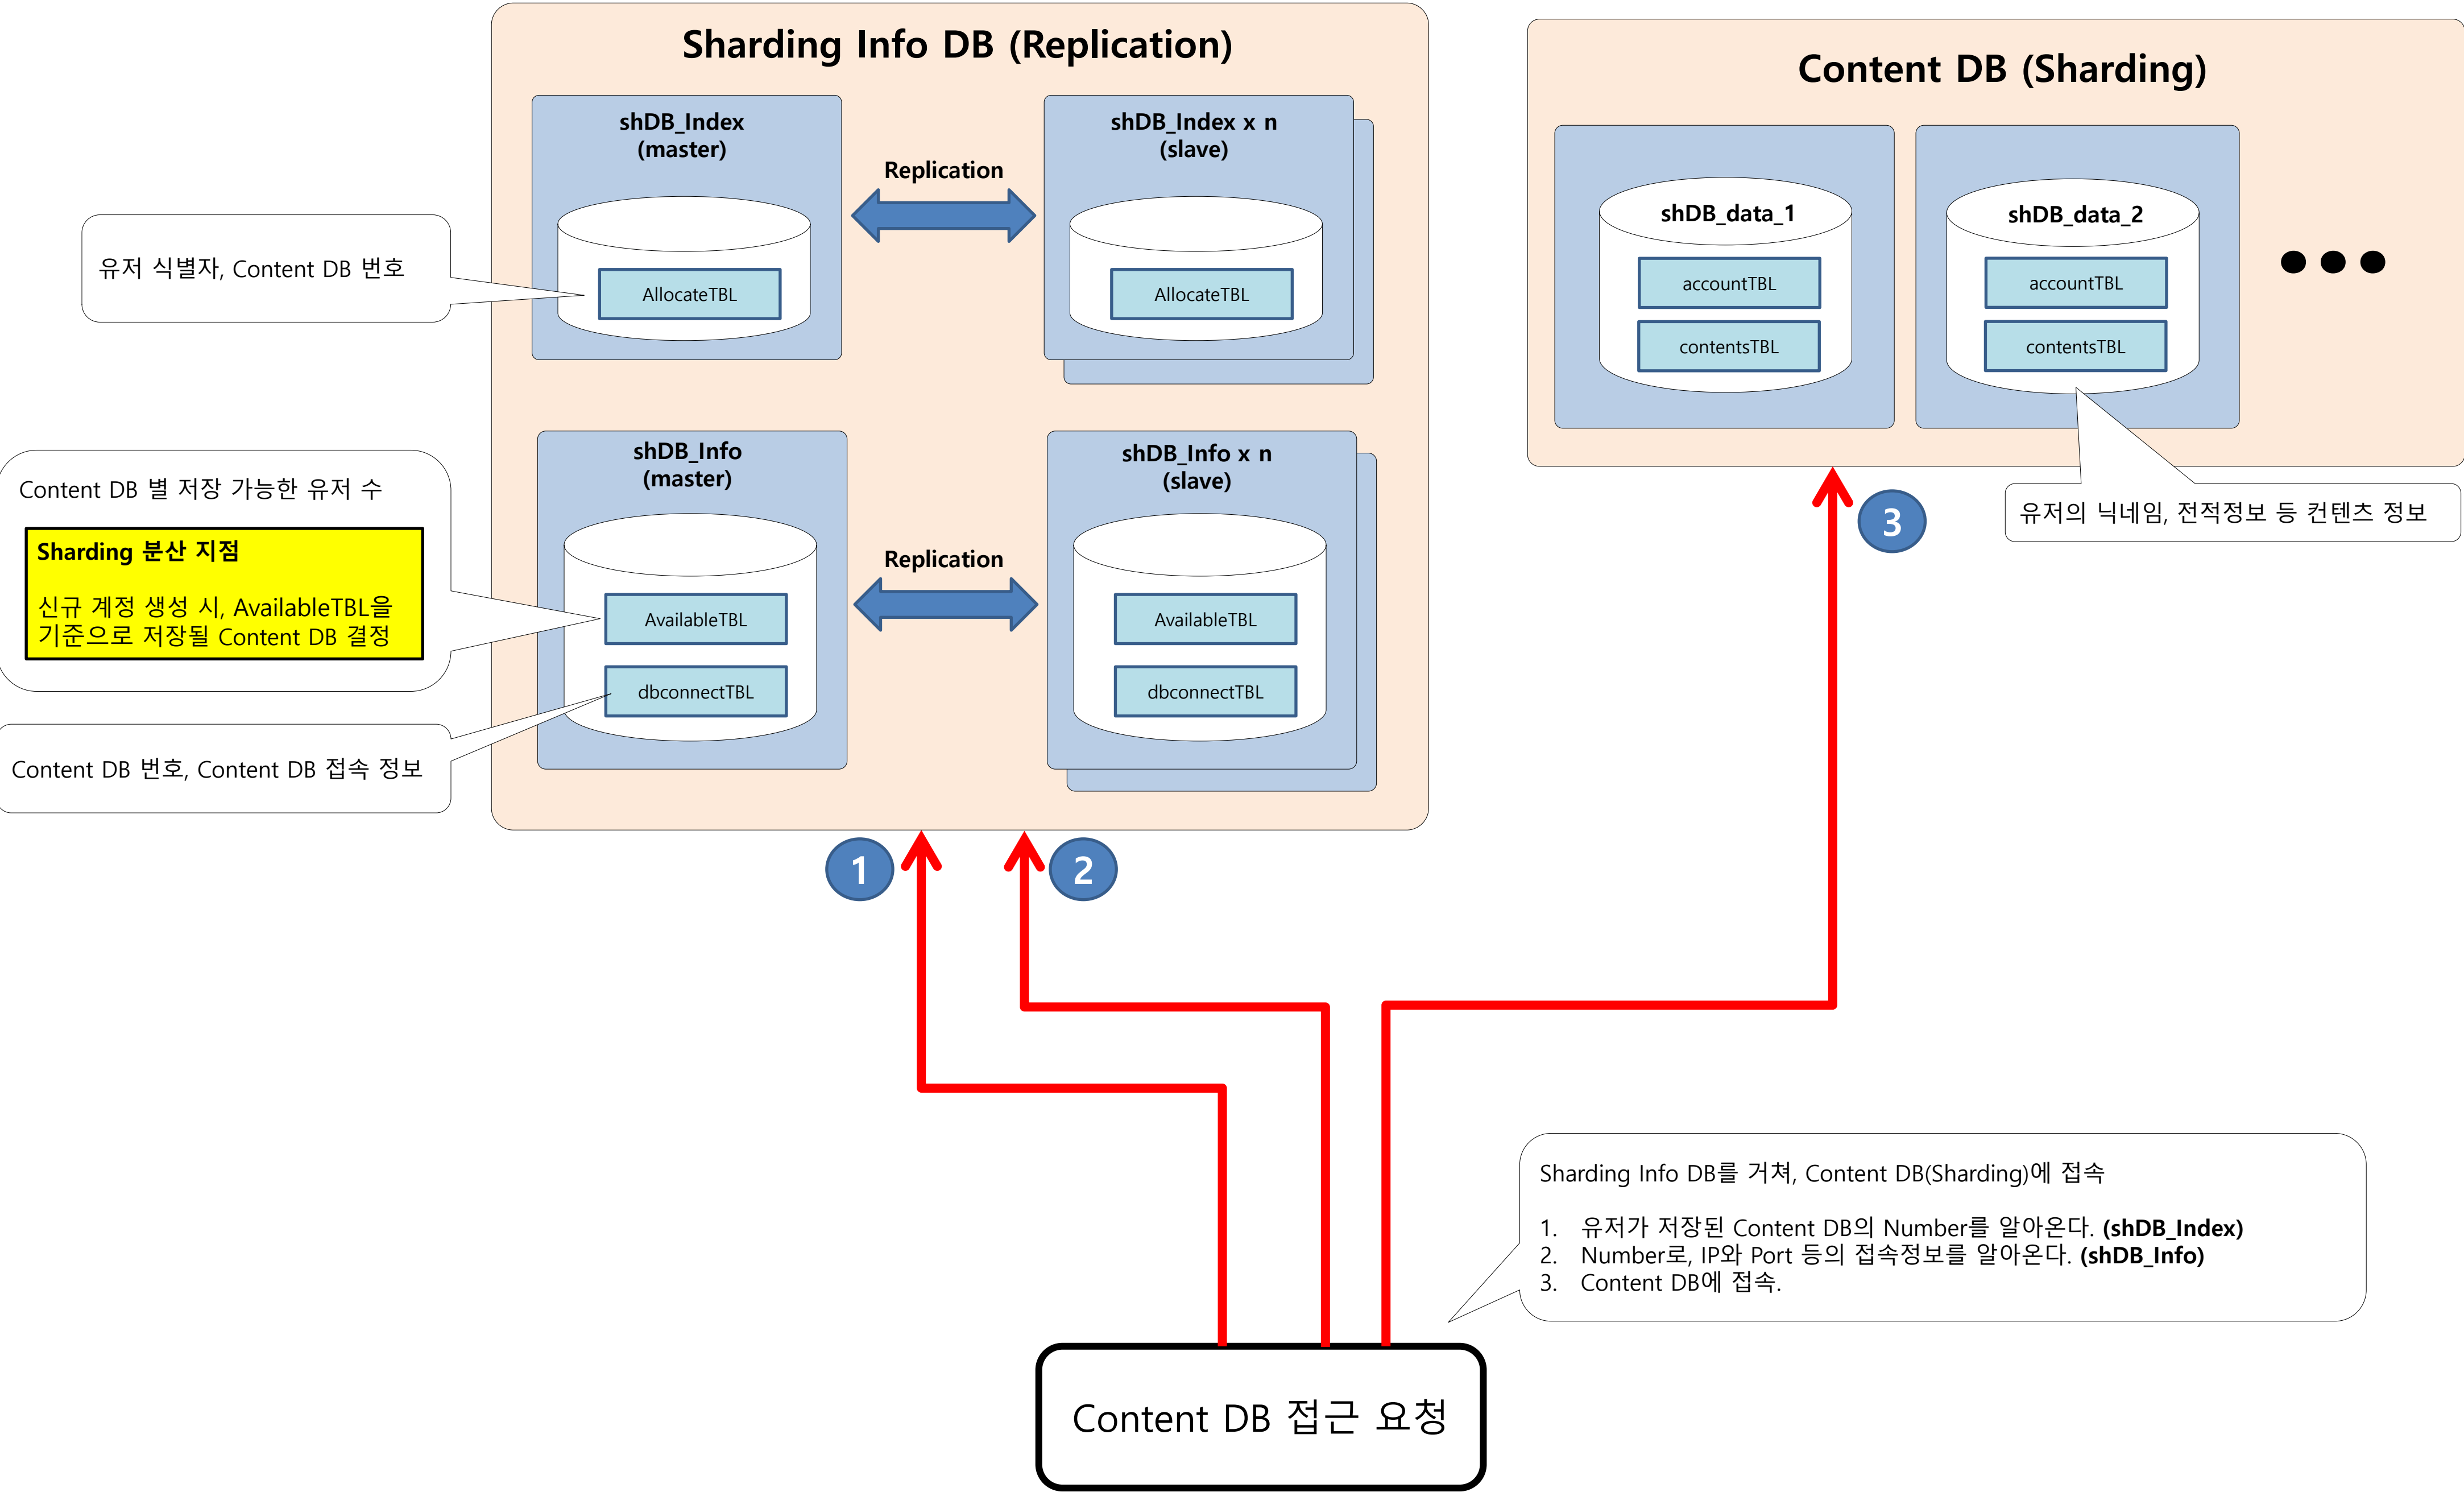 Sharding Info DB (Replication)
shDB_Index
(master)
AllocateTBL
Replication
shDB_Index x n
(slave)
AllocateTBL
유저 식별자, Content DB 번호
shDB_Info
(master)
AvailableTBL
dbconnectTBL
Replication
shDB_Info x n
(slave)
AvailableTBL
dbconnectTBL
Content DB 별 저장 가능한 유저 수
Sharding 분산 지점
신규 계정 생성 시, AvailableTBL을
기준으로 저장될 Content DB 결정
Content DB 번호, Content DB 접속 정보
Content DB (Sharding)
shDB_data_1
accountTBL
contentsTBL
shDB_data_2
accountTBL
contentsTBL
유저의 닉네임, 전적정보 등 컨텐츠 정보
1
2
3
Sharding Info DB를 거쳐, Content DB(Sharding)에 접속
1. 유저가 저장된 Content DB의 Number를 알아온다. (shDB_Index)
2. Number로, IP와 Port 등의 접속정보를 알아온다. (shDB_Info)
3. Content DB에 접속.
Content DB 접근 요청